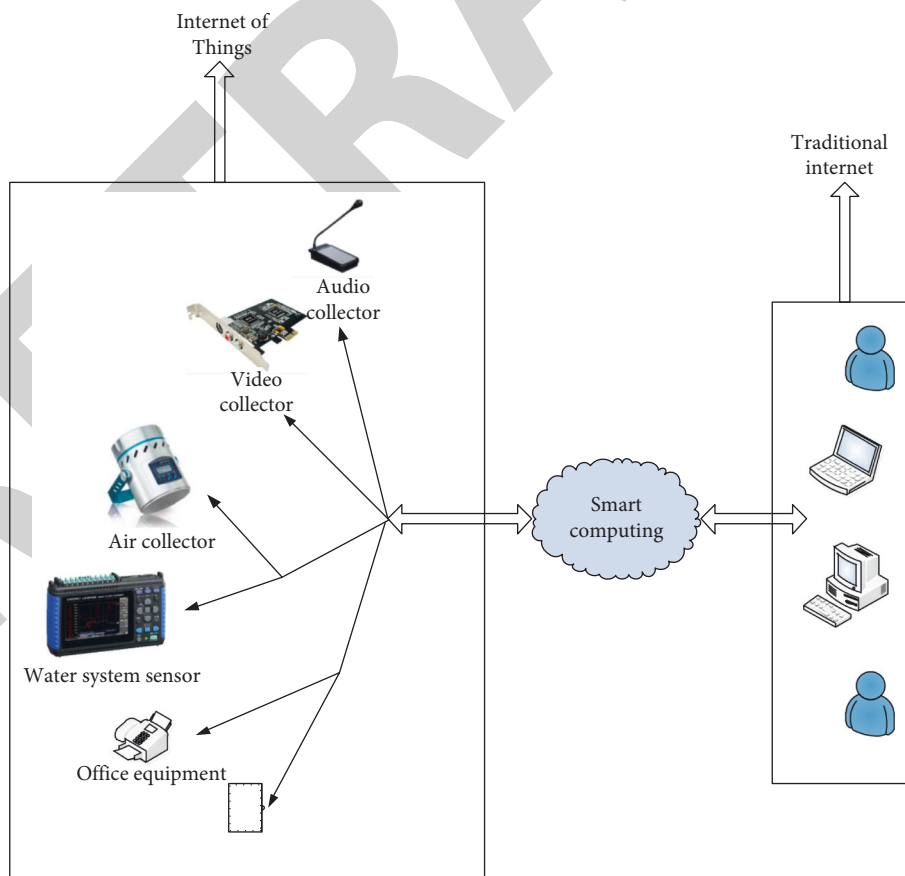 Internet of
Things
Traditional
internet
Audio
collector
Video
collector
Air collector
Smart
computing
Water system sensor
Office equipment